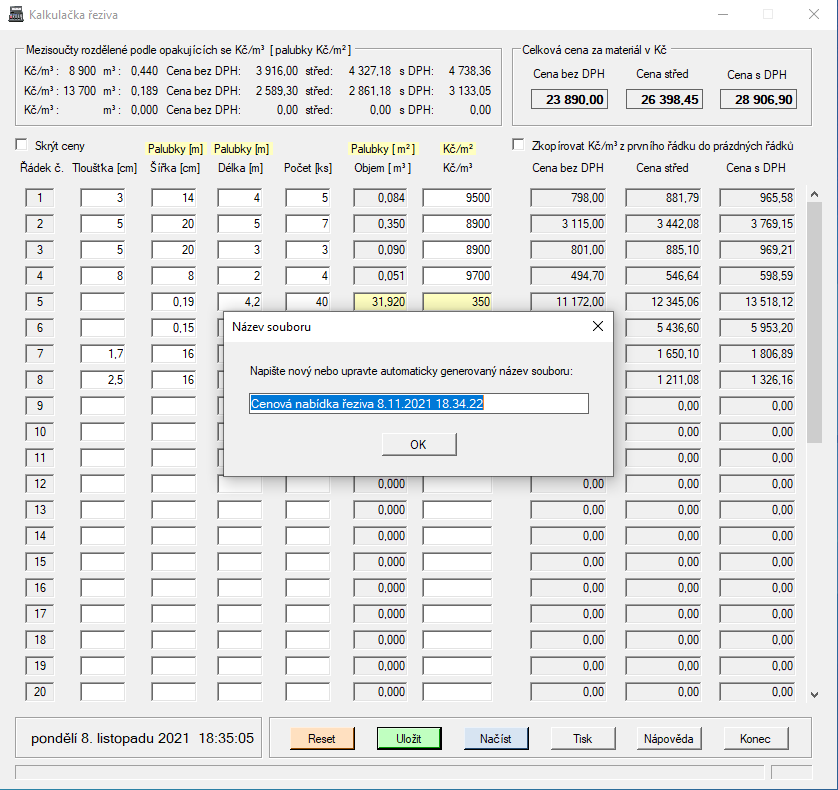 Kalkulačka řeziva
Mezisoučty rozdělené podle opakujících se Kč/m³ [ palubky Kč/m² ]
Kč/m³ : 8 900 m³ : 0,440 Cena bez DPH: 3 916,00 střed: 4 327,18 s DPH: 4 738,36
Kč/m³ : 13 700 m³ : 0,189 Cena bez DPH: 2 589,30 střed: 2 861,18 s DPH: 3 133,05
Kč/m³ : m³ : 0,000 Cena bez DPH: 0,00 střed: 0,00 s DPH: 0,00
Celková cena za materiál v Kč
Cena bez DPH Cena střed Cena s DPH
23 890,00 26 398,45 28 906,90
Skrýt ceny Palubky [m] Palubky [m] Palubky [ m² ] Kč/m² Zkopírovat Kč/m³ z prvního řádku do prázdných řádků
Řádek č. Tloušťka [cm] Šířka [cm] Délka [m] Počet [ks] Objem [ m³ ] Kč/m³ Cena bez DPH Cena střed Cena s DPH
1 3 14 4 5 0,084 9500 798,00 881,79 965,58
2 5 20 5 7 0,350 8900 3 115,00 3 442,08 3 769,15
3 5 20 3 3 0,090 8900 801,00 885,10 969,21
4 8 8 2 4 0,051 9700 494,70 546,64 598,59
5 0,19 4,2 40 31,920 350 11 172,00 12 345,06 13 518,12
6 0,15 5 436,60 5 953,20
7 1,7 16 1 650,10 1 806,89
8 2,5 16 1 211,08 1 326,16
9 0,00 0,00
10 0,00 0,00
11 0,00 0,00
Název souboru
Napište nový nebo upravte automaticky generovaný název souboru:
Cenová nabídka řeziva 8.11.2021 18.34.22
OK
12 0,000 0,00 0,00 0,00
13 0,000 0,00 0,00 0,00
14 0,000 0,00 0,00 0,00
15 0,000 0,00 0,00 0,00
16 0,000 0,00 0,00 0,00
17 0,000 0,00 0,00 0,00
18 0,000 0,00 0,00 0,00
19 0,000 0,00 0,00 0,00
20 0,000 0,00 0,00 0,00
pondělí 8. listopadu 2021 18:35:05 Reset Uložit Načíst Tisk Nápověda Konec